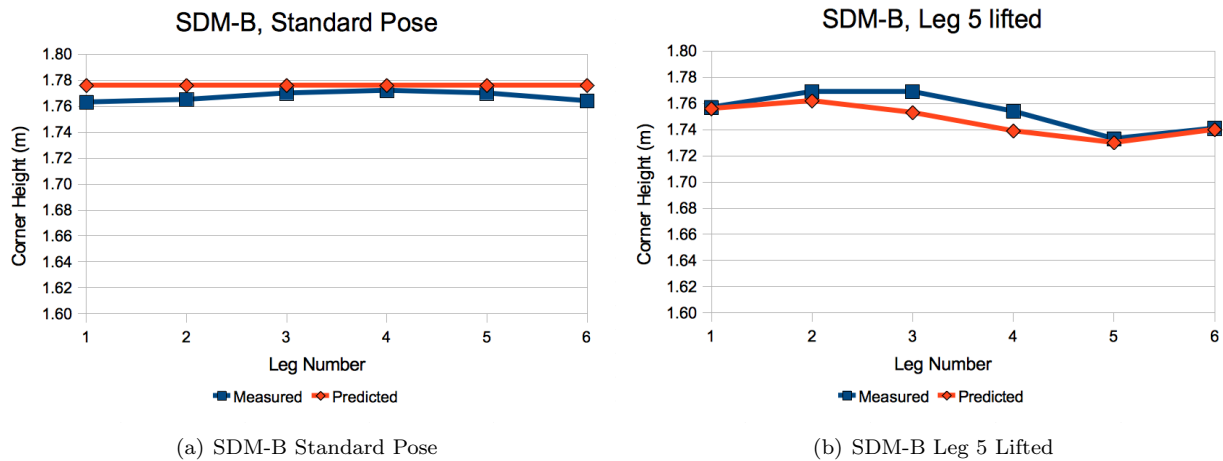 SDM-B, Standard Pose
1.80
1.78
1.76
1.74
1.72
1.70
1.68
1.66
1.64
1.62
1.60
Corner Height (m)
1 2 3 4 5 6
Leg Number
Measured Predicted
(a) SDM-B Standard Pose
SDM-B, Leg 5 lifted
1.80
1.78
1.76
1.74
1.72
1.70
1.68
1.66
1.64
1.62
1.60
Corner Height (m)
1 2 3 4 5 6
Leg Number
Measured Predicted
(b) SDM-B Leg 5 Lifted